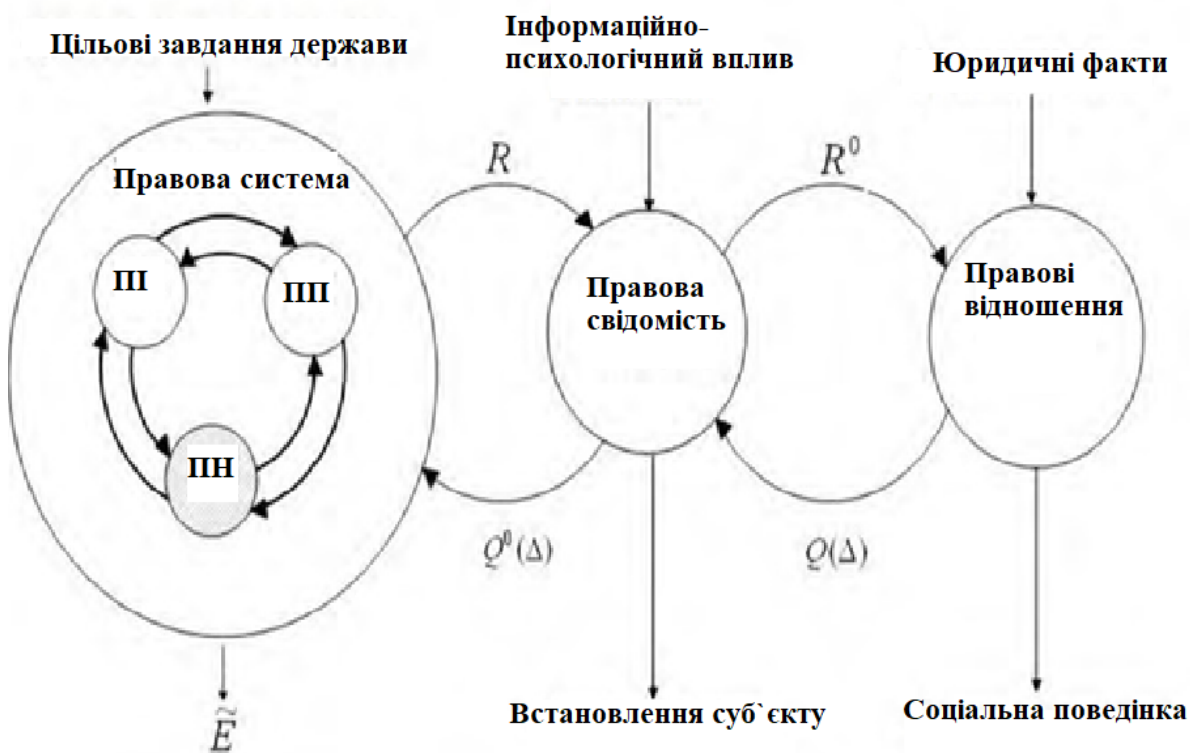 Цільові завдання держави
Інформаційно-
психологічний вплив
Юридичні факти
R
R⁰
Правова система
ПІ
ПП
ПН
Правова
свідомість
Правові
відношення
Q⁰(Δ)
Q(Δ)
Ẽ
Встановлення суб`єкту
Соціальна поведінка